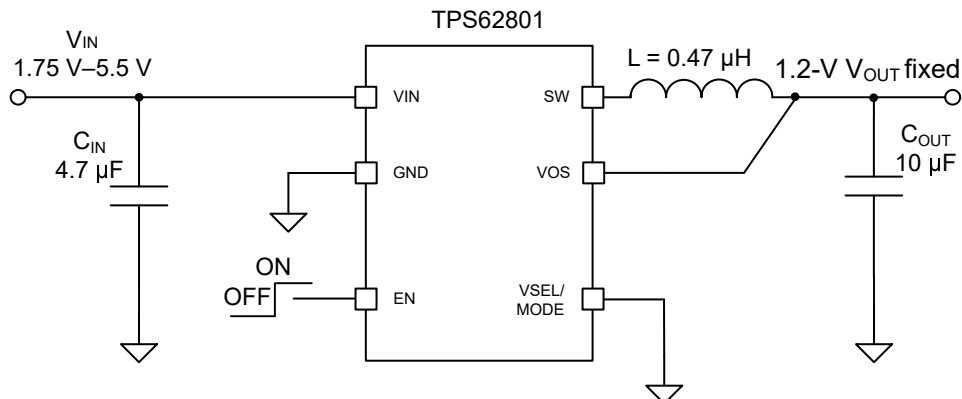 TPS62801
VIN
1.75 V–5.5 V
L = 0.47 µH
1.2-V VOUT fixed
VIN
SW
CIN
4.7 µF
GND
VOS
COUT
10 µF
ON
OFF
EN
VSEL/
MODE